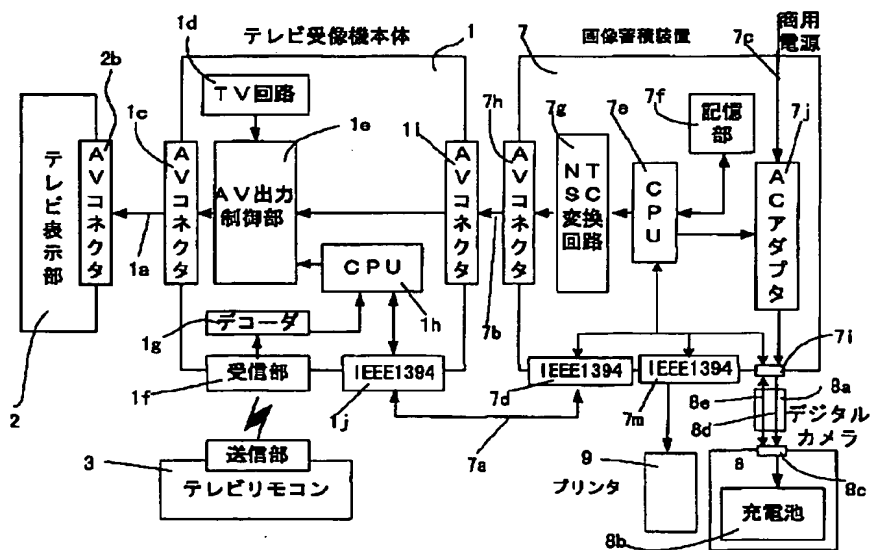 テレビ受像機本体
1
7
画像蓄積装置
7c
商用
電源
1d
TV回路
2b
1c
1e
1i
7h
7g
7e
7f
記憶
部
7j
テレビ表示部
AVコネクタ
AVコネクタ
AV出力
制御部
AVコネクタ
AVコネクタ
NTSC変換回路
CPU
ACアダプタ
1a
CPU
1h
7b
1g
デコーダ
2
1f
受信部
IEEE1394
1j
IEEE1394
7d
IEEE1394
7m
7i
7a
8e
8d
8a
デジタル
カメラ
3
送信部
テレビリモコン
9
プリンタ
8
8c
充電池
8b